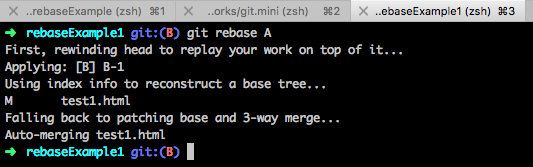 ..rebaseExample (zsh) ⌘1
..orks/git.mini (zsh) ⌘2
..ebaseExample1 (zsh) ⌘3
➜ rebaseExample1 git:(B) git rebase A
First, rewinding head to replay your work on top of it...
Applying: [B] B-1
Using index info to reconstruct a base tree...
M       test1.html
Falling back to patching base and 3-way merge...
Auto-merging test1.html
➜ rebaseExample1 git:(B)